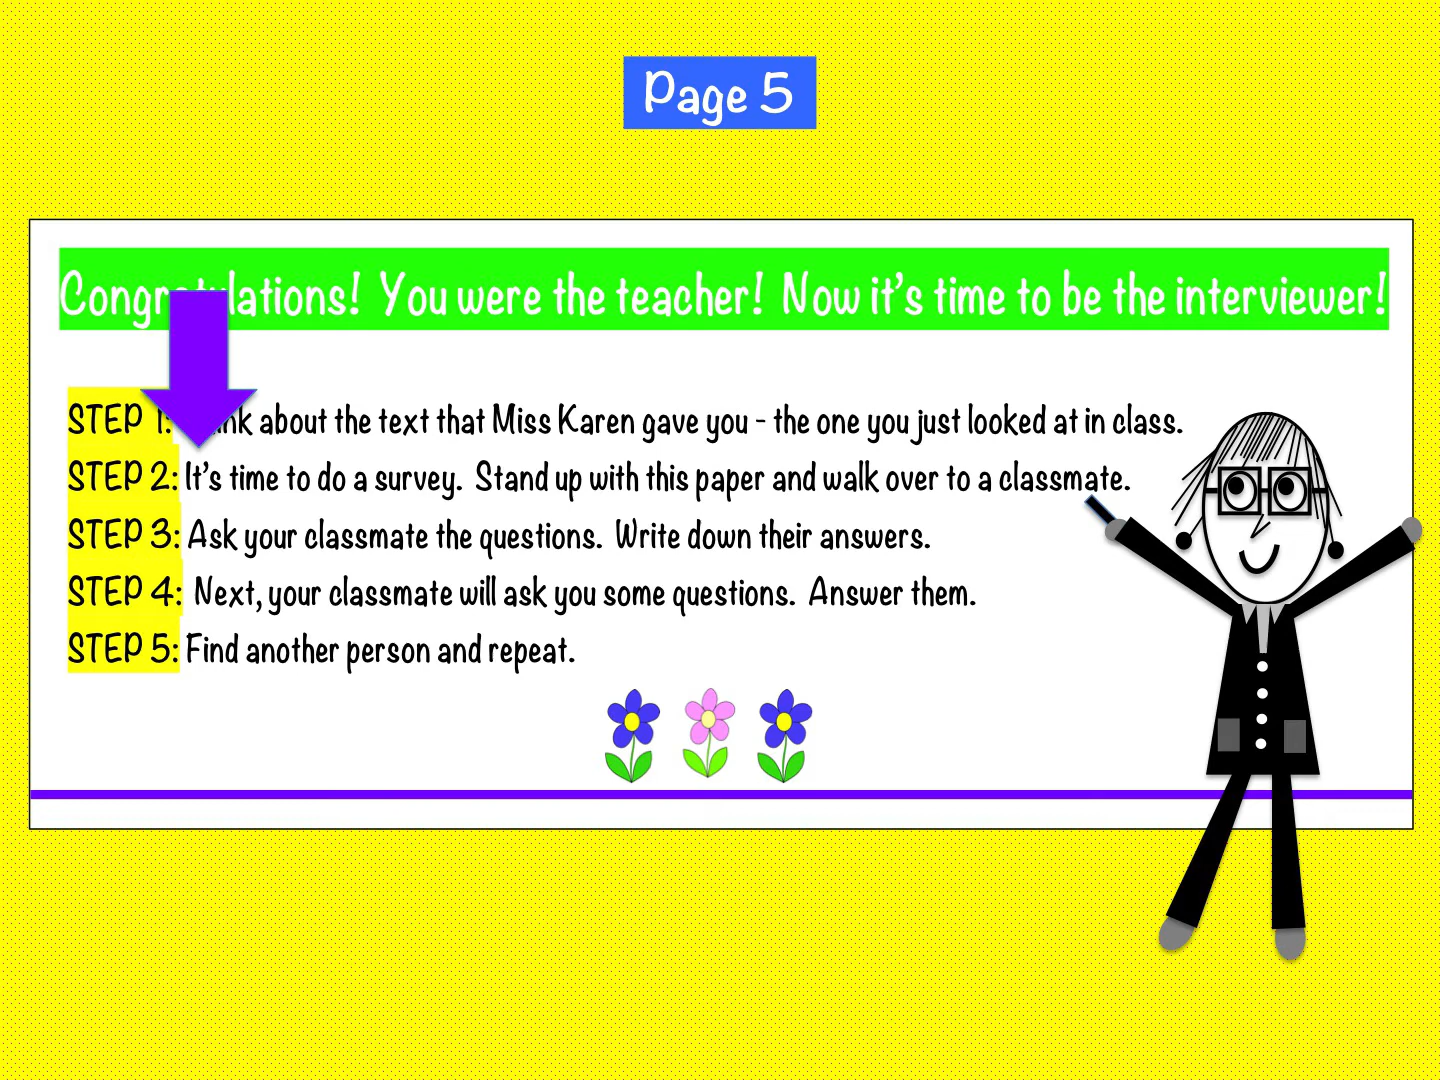 Page 5
Congratulations! You were the teacher! Now it's time to be the interviewer!
STEP 1: Think about the text that Miss Karen gave you - the one you just looked at in class.
STEP 2: It's time to do a survey. Stand up with this paper and walk over to a classmate.
STEP 3: Ask your classmate the questions. Write down their answers.
STEP 4: Next, your classmate will ask you some questions. Answer them.
STEP 5: Find another person and repeat.